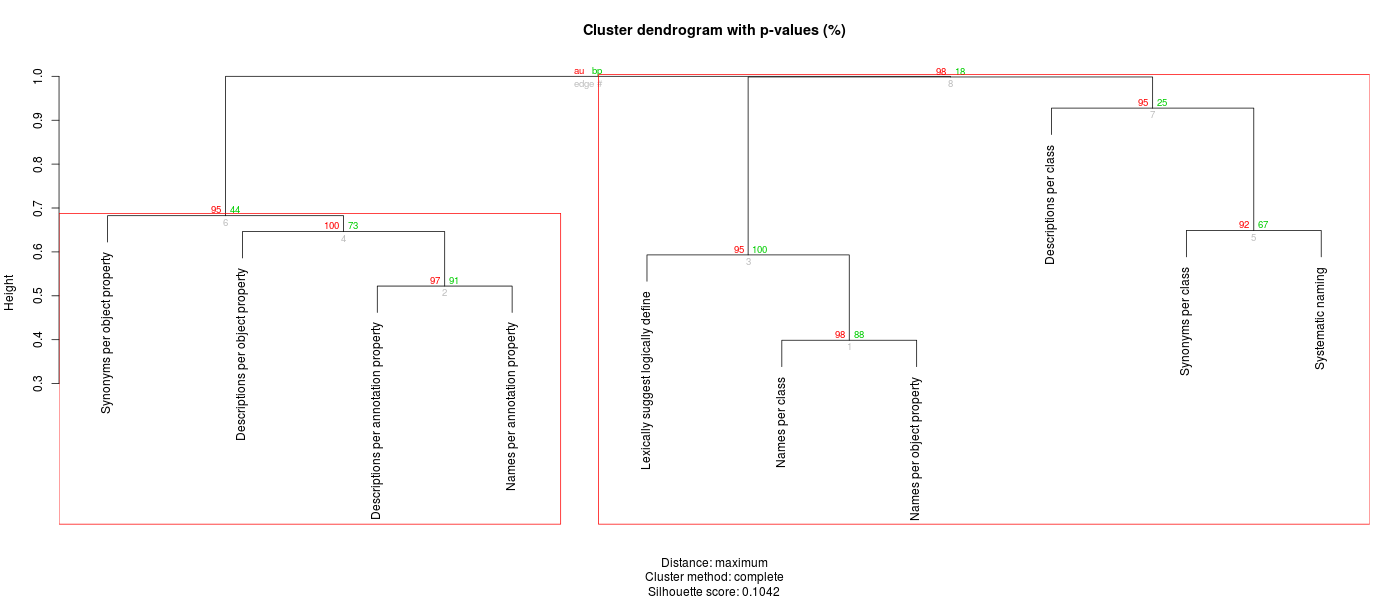 Cluster dendrogram with p-values (%)
au bp
edge #
98 18
8
95 25
7
95 44
6
100 73
4
92 67
5
95 100
3
97 91
2
98 88
1
1.0
0.9
0.8
0.7
0.6
0.5
0.4
0.3
Height
Synonyms per object property
Descriptions per object property
Descriptions per annotation property
Names per annotation property
Lexically suggest logically define
Names per class
Names per object property
Descriptions per class
Synonyms per class
Systematic naming
Distance: maximum
Cluster method: complete
Silhouette score: 0.1042